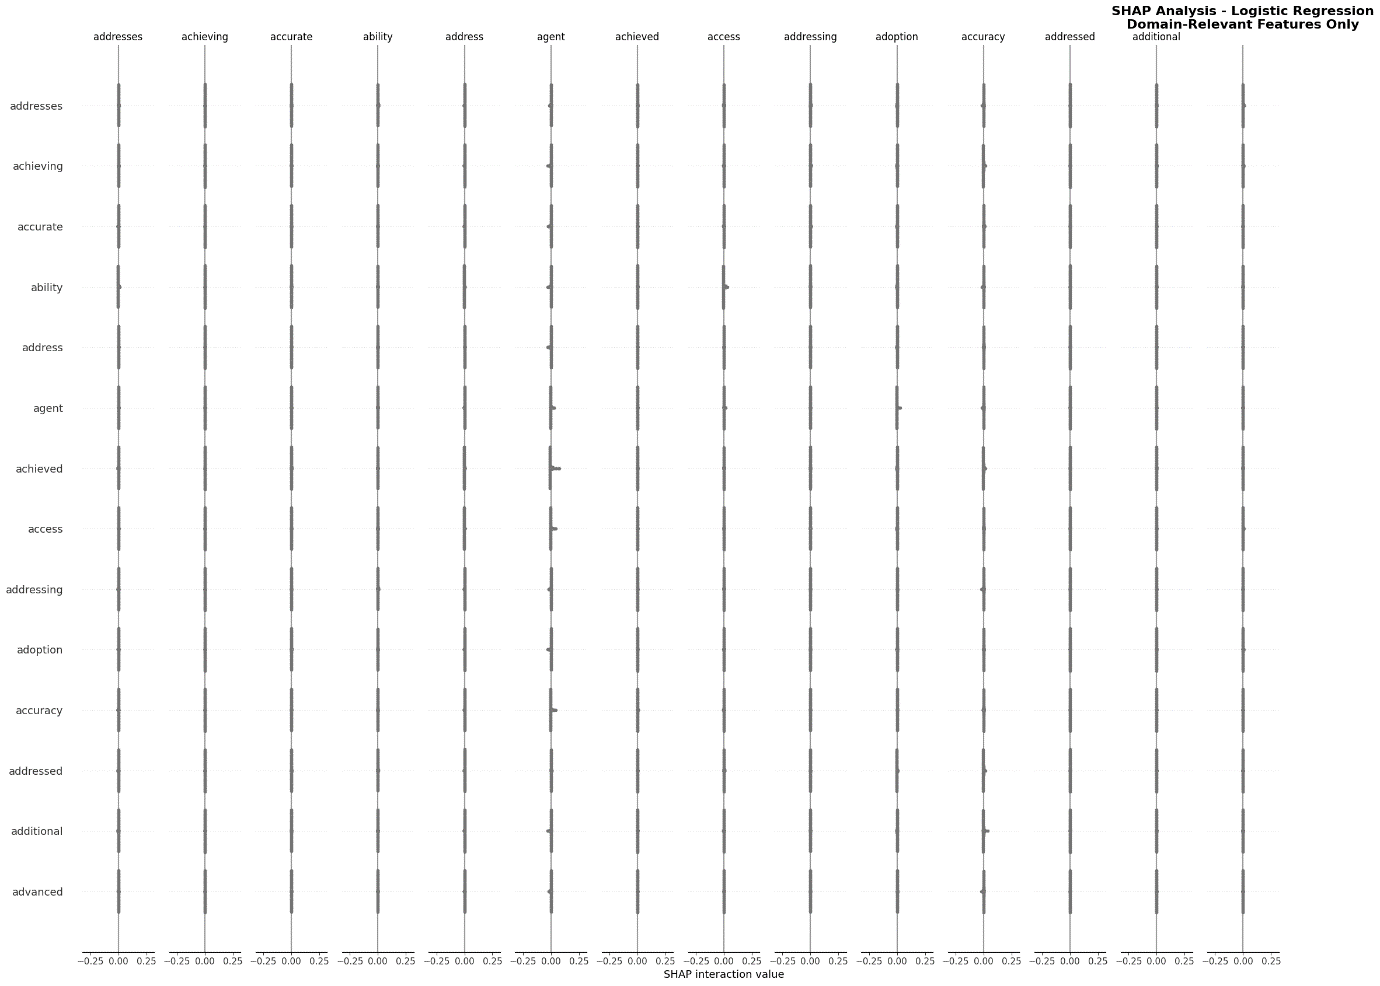 SHAP Analysis - Logistic Regression
Domain-Relevant Features Only
addresses achieving accurate ability address agent achieved access addressing adoption accuracy addressed additional
addresses
achieving
accurate
ability
address
agent
achieved
access
addressing
adoption
accuracy
addressed
additional
advanced
−0.25 0.00 0.25 −0.25 0.00 0.25 −0.25 0.00 0.25 −0.25 0.00 0.25 −0.25 0.00 0.25 −0.25 0.00 0.25 −0.25 0.00 0.25 −0.25 0.00 0.25 −0.25 0.00 0.25 −0.25 0.00 0.25 −0.25 0.00 0.25 −0.25 0.00 0.25 −0.25 0.00 0.25 −0.25 0.00 0.25
SHAP interaction value